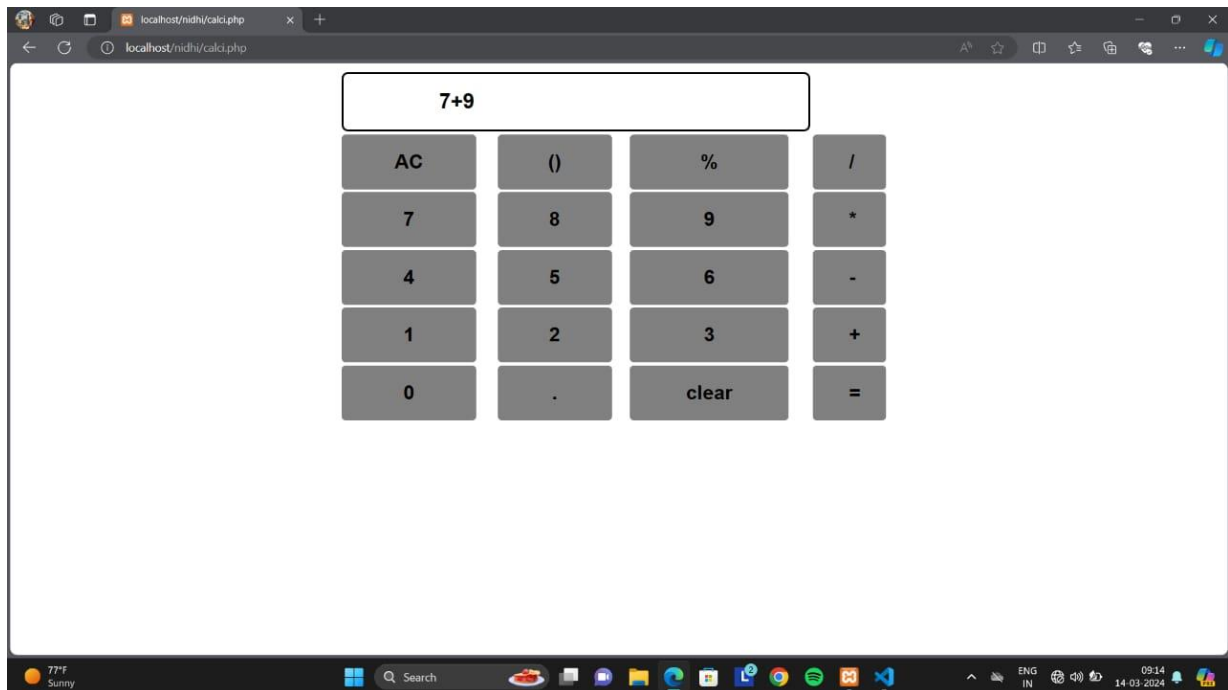 localhost/nidhi/calci.php
localhost/nidhi/calci.php
7+9
AC () % /
7 8 9 *
4 5 6 -
1 2 3 +
0 . clear =
77°F
Sunny
Search
2
ENG
IN
09:14
14-03-2024